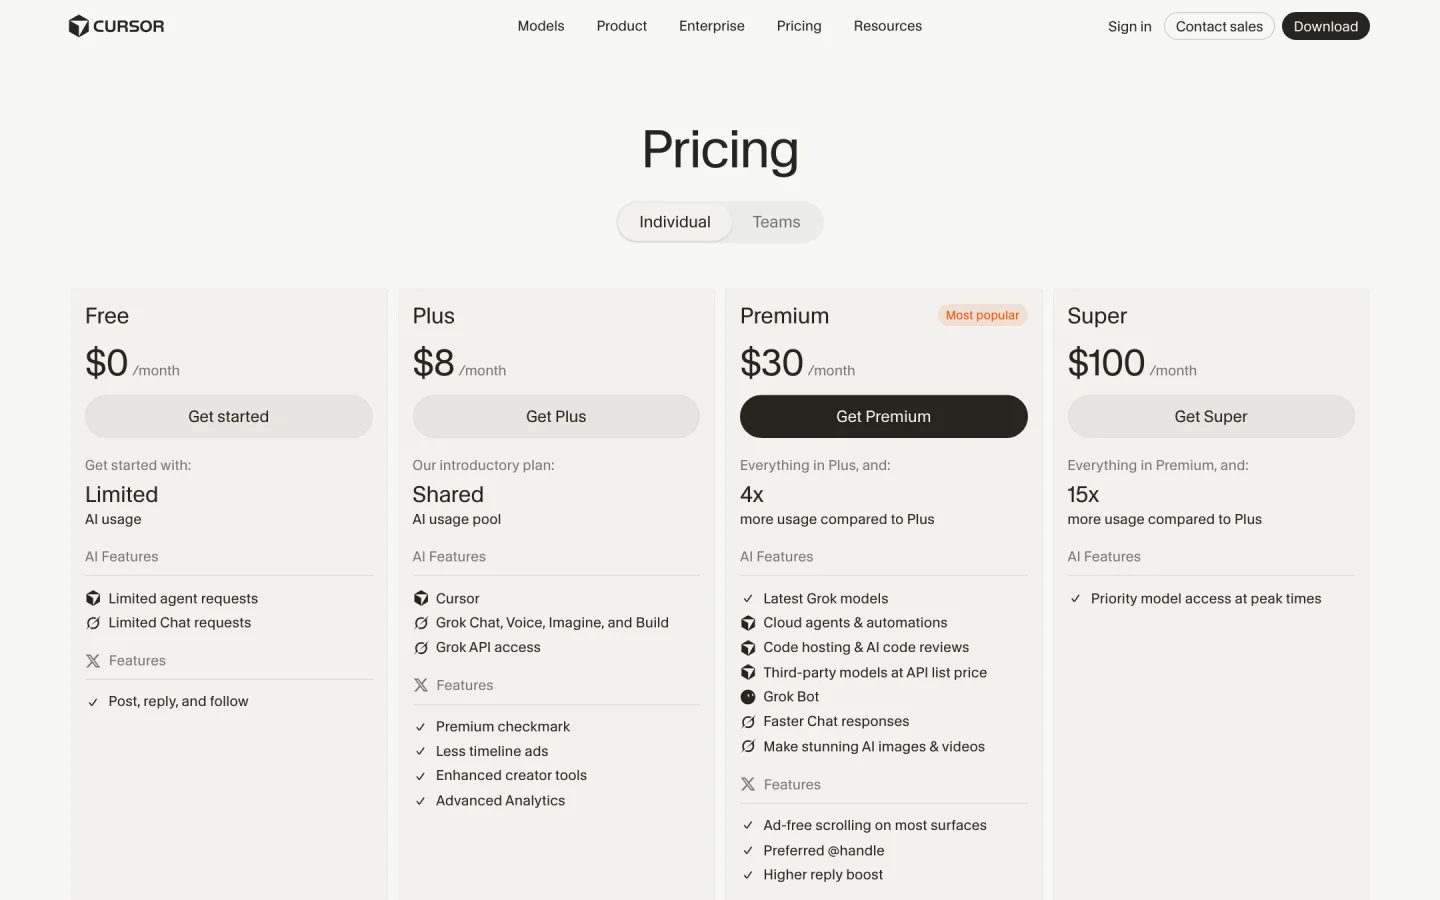 CURSOR
Models
Product
Enterprise
Pricing
Resources
Sign in
Contact sales
Download
Pricing
Individual
Teams
Free
$0 /month
Get started
Get started with:
Limited
AI usage
AI Features
Limited agent requests
Limited Chat requests
Features
Post, reply, and follow
Plus
$8 /month
Get Plus
Our introductory plan:
Shared
AI usage pool
AI Features
Cursor
Grok Chat, Voice, Imagine, and Build
Grok API access
Features
Premium checkmark
Less timeline ads
Enhanced creator tools
Advanced Analytics
Premium
Most popular
$30 /month
Get Premium
Everything in Plus, and:
4x
more usage compared to Plus
AI Features
Latest Grok models
Cloud agents & automations
Code hosting & AI code reviews
Third-party models at API list price
Grok Bot
Faster Chat responses
Make stunning AI images & videos
Features
Ad-free scrolling on most surfaces
Preferred @handle
Higher reply boost
Super
$100 /month
Get Super
Everything in Premium, and:
15x
more usage compared to Plus
AI Features
Priority model access at peak times